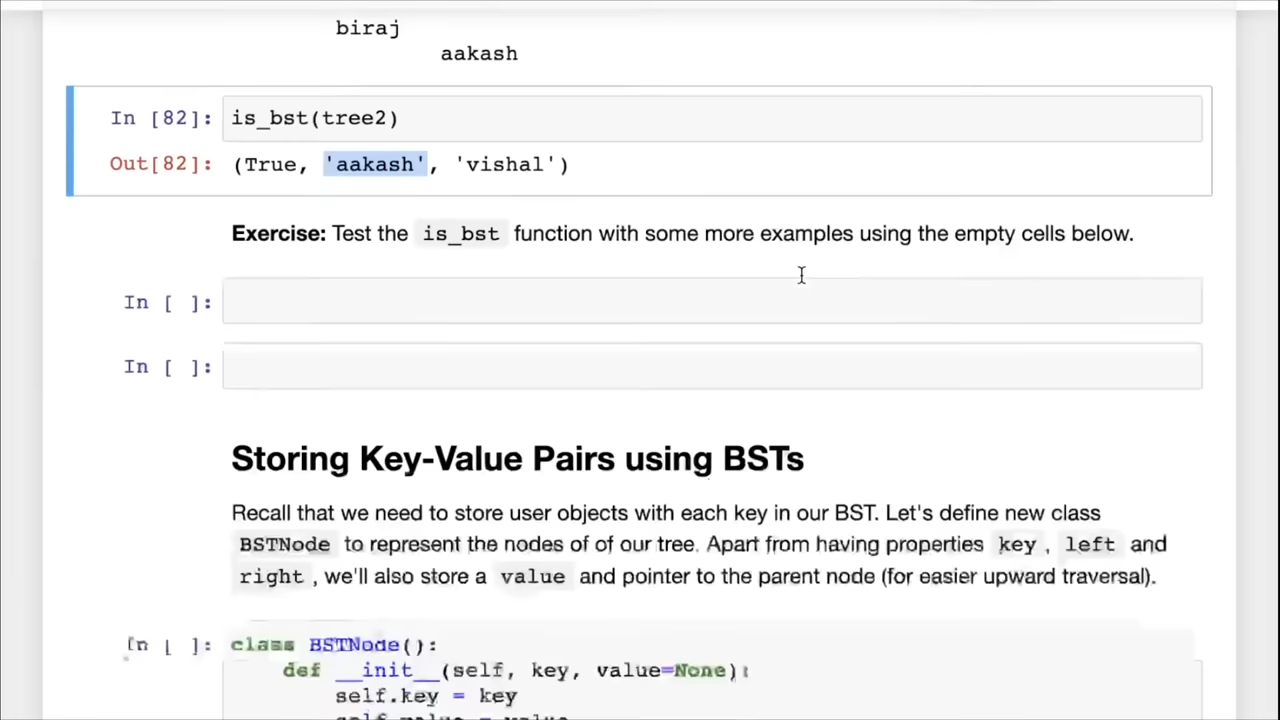 biraj
aakash
In [82]: is_bst(tree2)
Out[82]: (True, 'aakash', 'vishal')
Exercise: Test the is_bst function with some more examples using the empty cells below.
In [ ]:
In [ ]:
Storing Key-Value Pairs using BSTs
Recall that we need to store user objects with each key in our BST. Let's define new class
BSTNode to represent the nodes of of our tree. Apart from having properties key , left and
right , we'll also store a value and pointer to the parent node (for easier upward traversal).
In [ ]: class BSTNode():
def __init__(self, key, value=None):
self.key = key
self.value = value